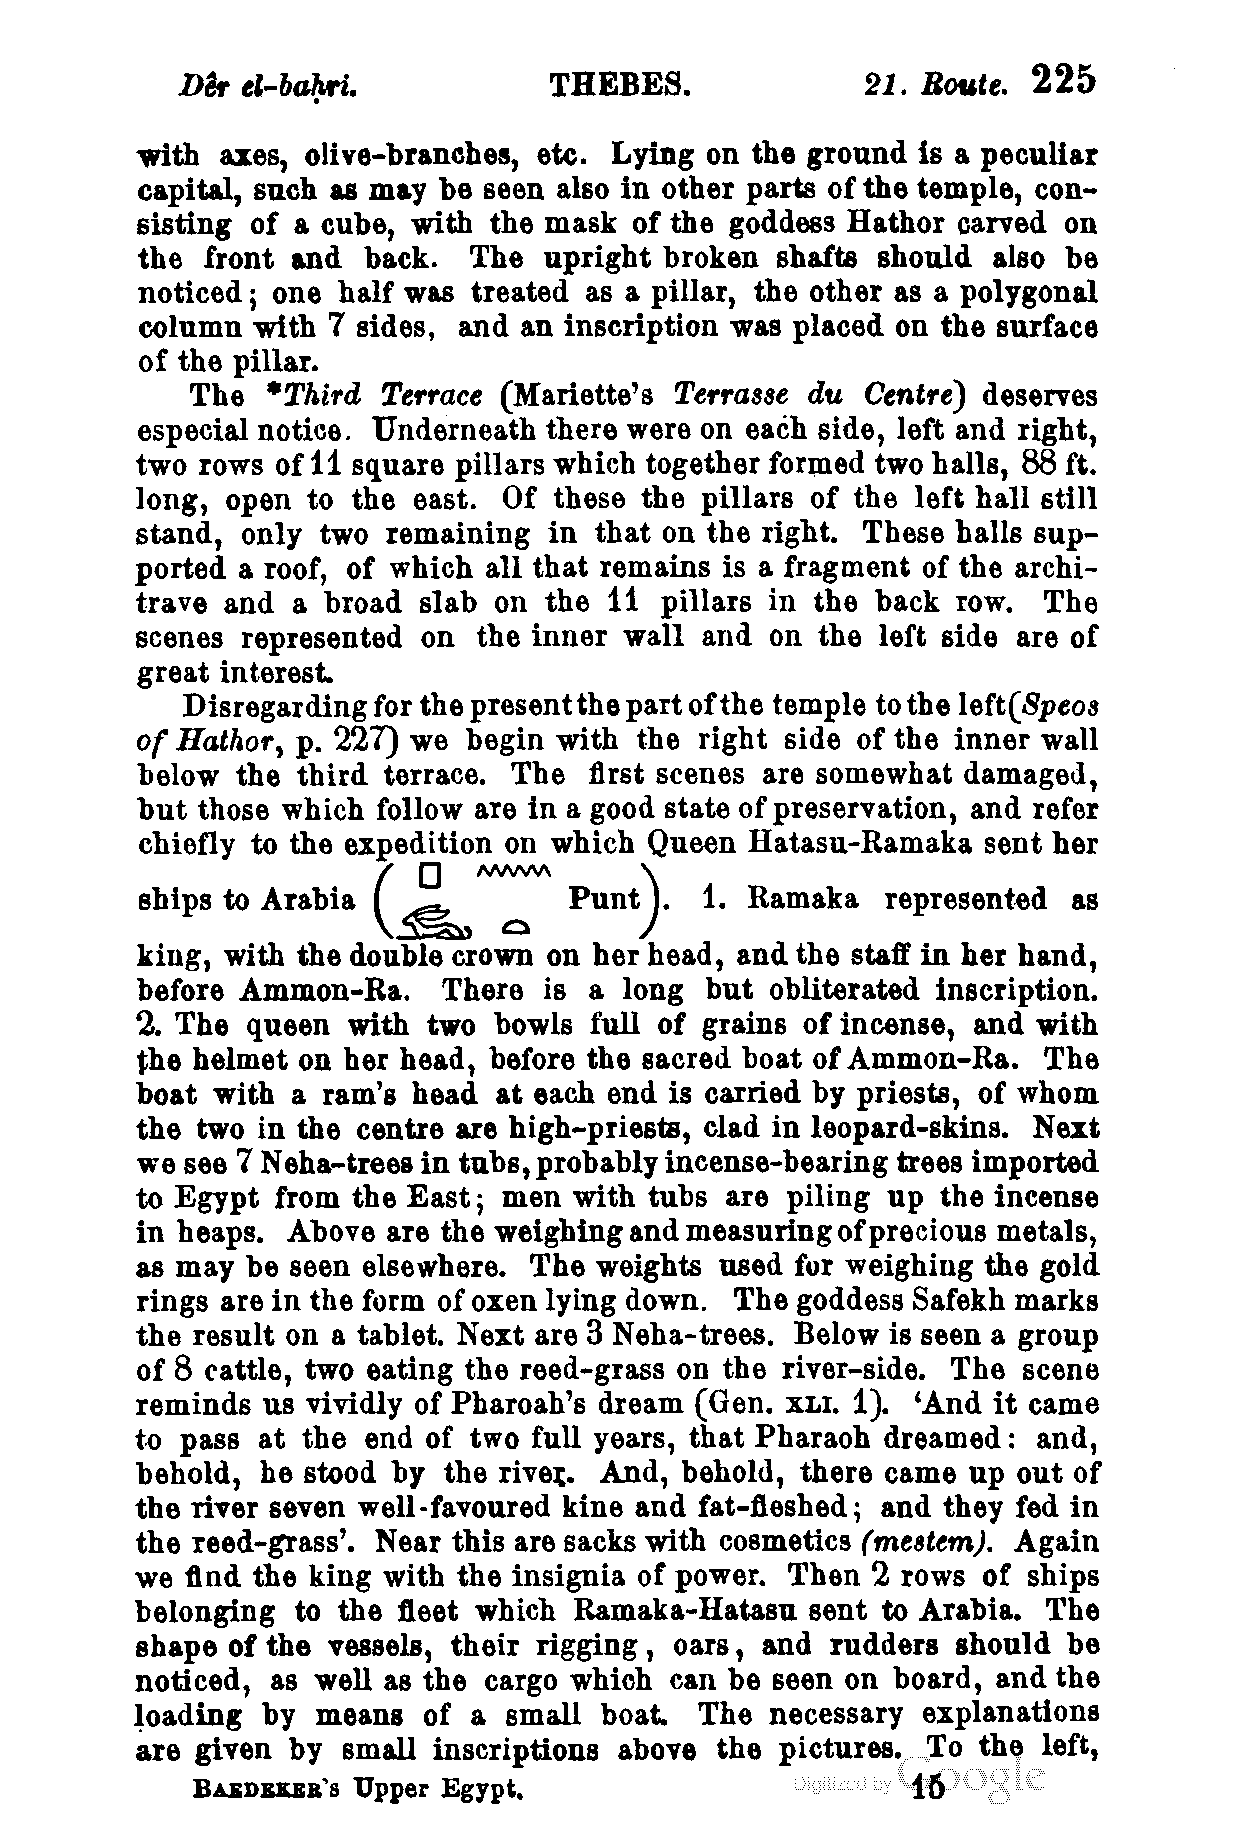 Dêr el-baḥri. THEBES. 21. Route. 225
with axes, olive-branches, etc. Lying on the ground is a peculiar
capital, such as may be seen also in other parts of the temple, con-
sisting of a cube, with the mask of the goddess Hathor carved on
the front and back. The upright broken shafts should also be
noticed; one half was treated as a pillar, the other as a polygonal
column with 7 sides, and an inscription was placed on the surface
of the pillar.
The *Third Terrace (Mariette's Terrasse du Centre) deserves
especial notice. Underneath there were on each side, left and right,
two rows of 11 square pillars which together formed two halls, 88 ft.
long, open to the east. Of these the pillars of the left hall still
stand, only two remaining in that on the right. These halls sup-
ported a roof, of which all that remains is a fragment of the archi-
trave and a broad slab on the 11 pillars in the back row. The
scenes represented on the inner wall and on the left side are of
great interest.
Disregarding for the present the part of the temple to the left (Speos
of Hathor, p. 227) we begin with the right side of the inner wall
below the third terrace. The first scenes are somewhat damaged,
but those which follow are in a good state of preservation, and refer
chiefly to the expedition on which Queen Hatasu-Ramaka sent her
ships to Arabia ( Punt). 1. Ramaka represented as
king, with the double crown on her head, and the staff in her hand,
before Ammon-Ra. There is a long but obliterated inscription.
2. The queen with two bowls full of grains of incense, and with
the helmet on her head, before the sacred boat of Ammon-Ra. The
boat with a ram's head at each end is carried by priests, of whom
the two in the centre are high-priests, clad in leopard-skins. Next
we see 7 Neha-trees in tubs, probably incense-bearing trees imported
to Egypt from the East; men with tubs are piling up the incense
in heaps. Above are the weighing and measuring of precious metals,
as may be seen elsewhere. The weights used for weighing the gold
rings are in the form of oxen lying down. The goddess Safekh marks
the result on a tablet. Next are 3 Neha-trees. Below is seen a group
of 8 cattle, two eating the reed-grass on the river-side. The scene
reminds us vividly of Pharoah's dream (Gen. XLI. 1). 'And it came
to pass at the end of two full years, that Pharaoh dreamed: and,
behold, he stood by the river. And, behold, there came up out of
the river seven well-favoured kine and fat-fleshed; and they fed in
the reed-grass'. Near this are sacks with cosmetics (mestem). Again
we find the king with the insignia of power. Then 2 rows of ships
belonging to the fleet which Ramaka-Hatasu sent to Arabia. The
shape of the vessels, their rigging, oars, and rudders should be
noticed, as well as the cargo which can be seen on board, and the
loading by means of a small boat. The necessary explanations
are given by small inscriptions above the pictures. To the left,
BAEDEKER's Upper Egypt. 15
Digitized by Google